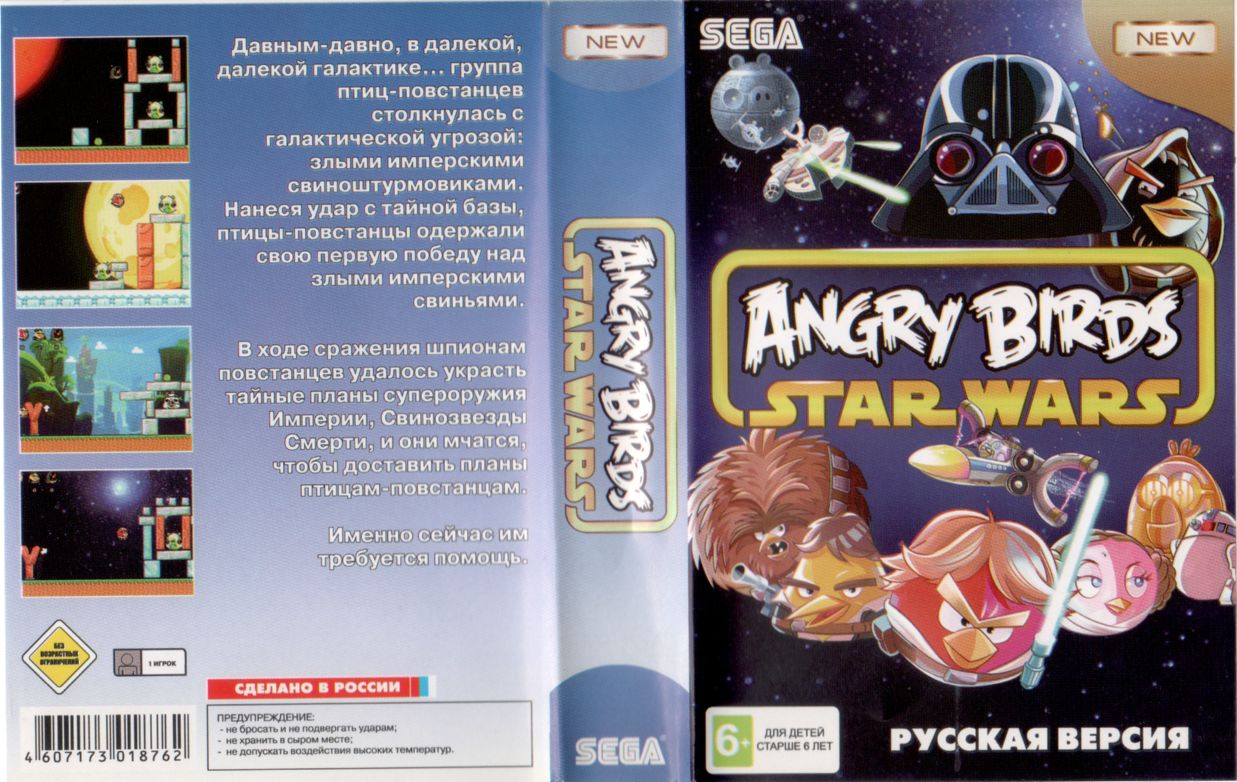 Давным-давно, в далекой,
далекой галактике... группа
птиц-повстанцев
столкнулась с
галактической угрозой:
злыми имперскими
свиноштурмовиками.
Нанеся удар с тайной базы,
птицы-повстанцы одержали
свою первую победу над
злыми имперскими
свиньями.
В ходе сражения шпионам
повстанцев удалось украсть
тайные планы супероружия
Империи, Свинозвезды
Смерти, и они мчатся,
чтобы доставить планы
птицам-повстанцам.
Именно сейчас им
требуется помощь.
БЕЗ
ВОЗРАСТНЫХ
ОГРАНИЧЕНИЙ
1 ИГРОК
СДЕЛАНО В РОССИИ
4 607173 018762
ПРЕДУПРЕЖДЕНИЕ:
- не бросать и не подвергать ударам;
- не хранить в сыром месте;
- не допускать воздействия высоких температур.
NEW
ANGRY BIRDS
STAR WARS
SEGA
SEGA
NEW
ANGRY BIRDS
STAR WARS
6+
ДЛЯ ДЕТЕЙ
СТАРШЕ 6 ЛЕТ
РУССКАЯ ВЕРСИЯ